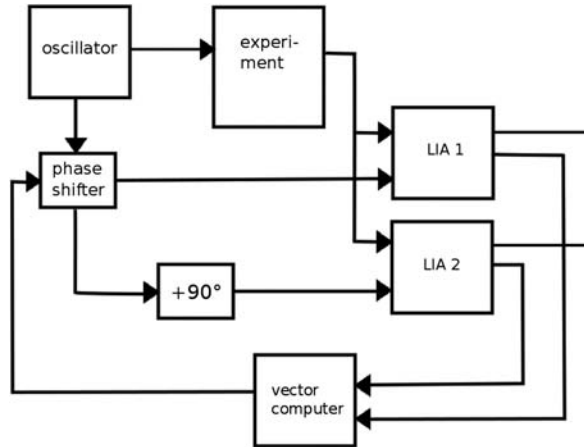 oscillator
experi-
ment
LIA 1
phase
shifter
LIA 2
+90°
vector
computer